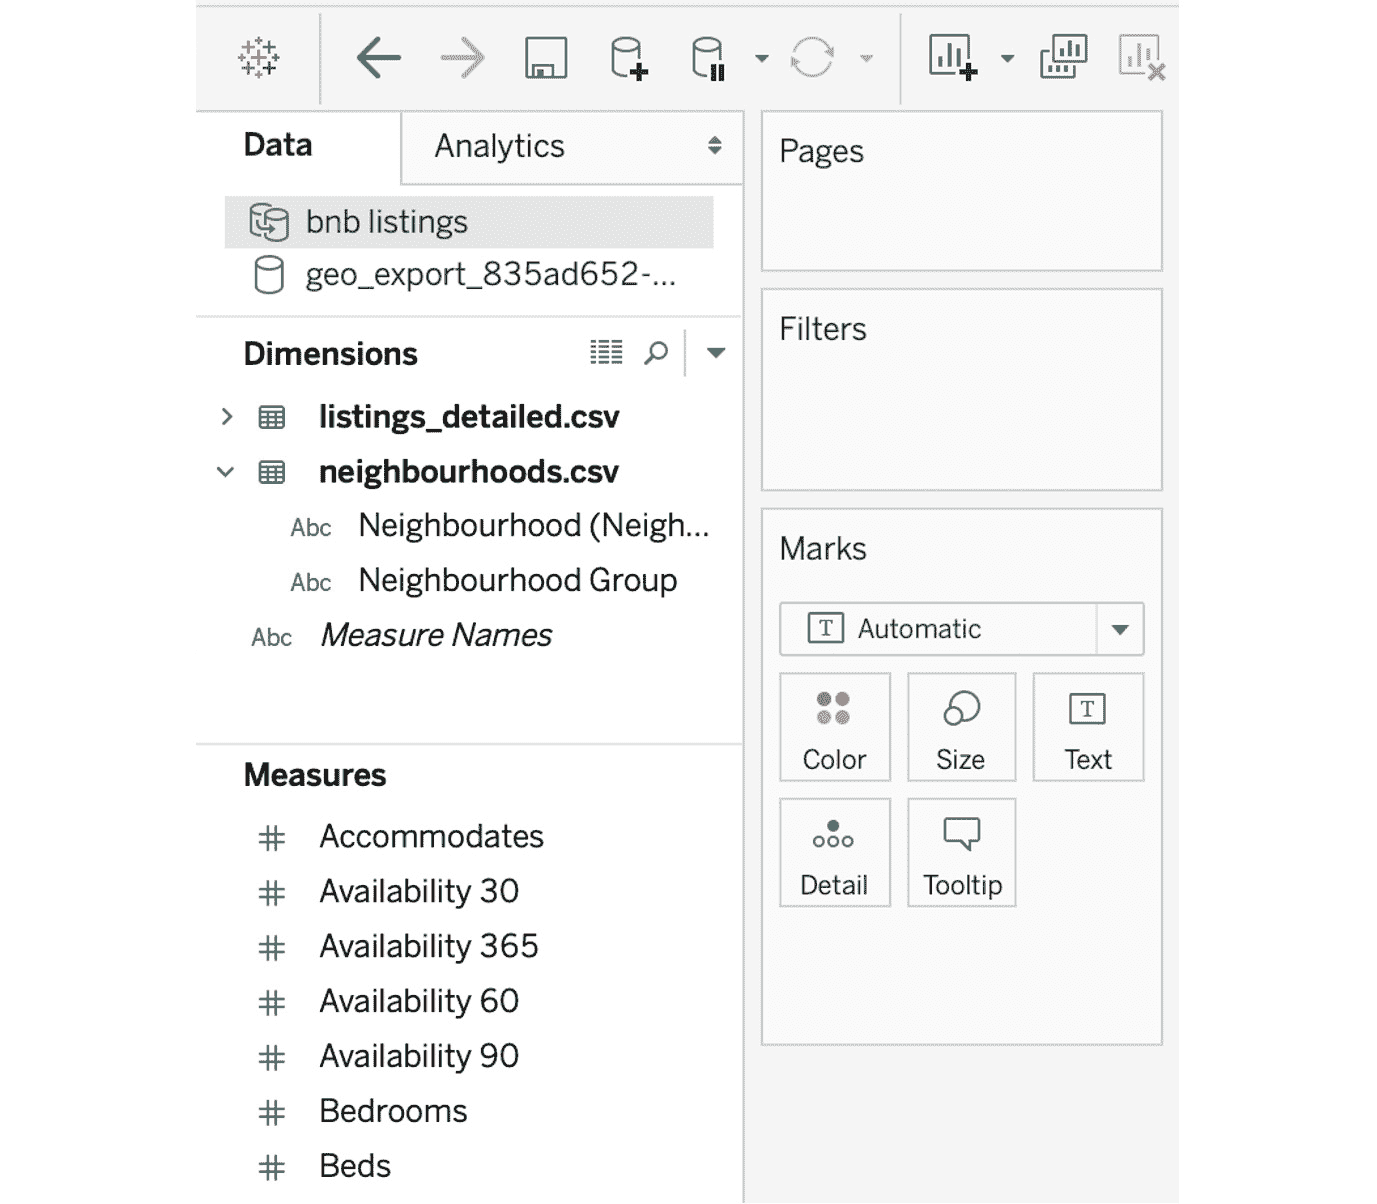 Data
Analytics
bnb listings
geo_export_835ad652-...
Dimensions
listings_detailed.csv
neighbourhoods.csv
Abc Neighbourhood (Neigh...
Abc Neighbourhood Group
Abc Measure Names
Measures
# Accommodates
# Availability 30
# Availability 365
# Availability 60
# Availability 90
# Bedrooms
# Beds
Pages
Filters
Marks
T Automatic
Color
Size
T
Text
Detail
Tooltip